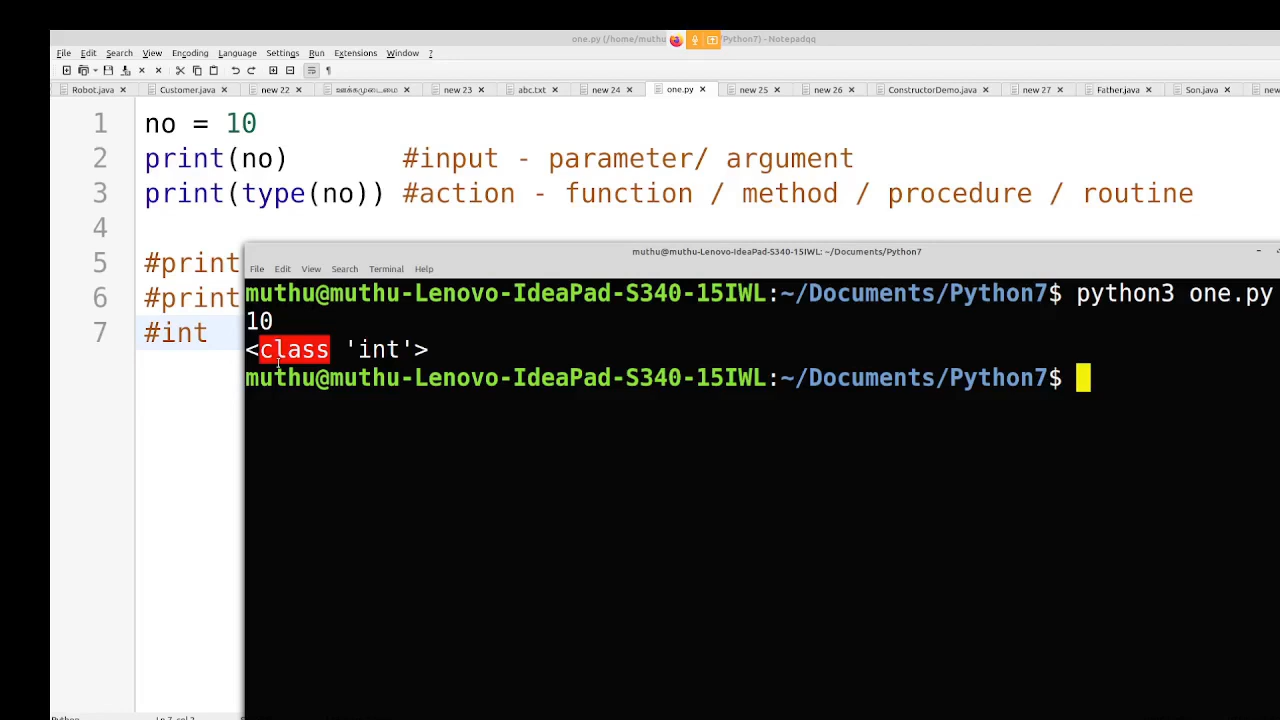 one.py (/home/muthu Python7) - Notepadqq
File Edit Search View Encoding Language Settings Run Extensions Window ?
Robot.java Customer.java new 22 ஊக்கமுடைமை new 23 abc.txt new 24 one.py new 25 new 26 ConstructorDemo.java new 27 Father.java Son.java new
1 no = 10
2 print(no) #input - parameter/ argument
3 print(type(no)) #action - function / method / procedure / routine
4
5 #print
6 #print
7 #int
muthu@muthu-Lenovo-IdeaPad-S340-15IWL: ~/Documents/Python7
File Edit View Search Terminal Help
muthu@muthu-Lenovo-IdeaPad-S340-15IWL:~/Documents/Python7$ python3 one.py
10
<class 'int'>
muthu@muthu-Lenovo-IdeaPad-S340-15IWL:~/Documents/Python7$